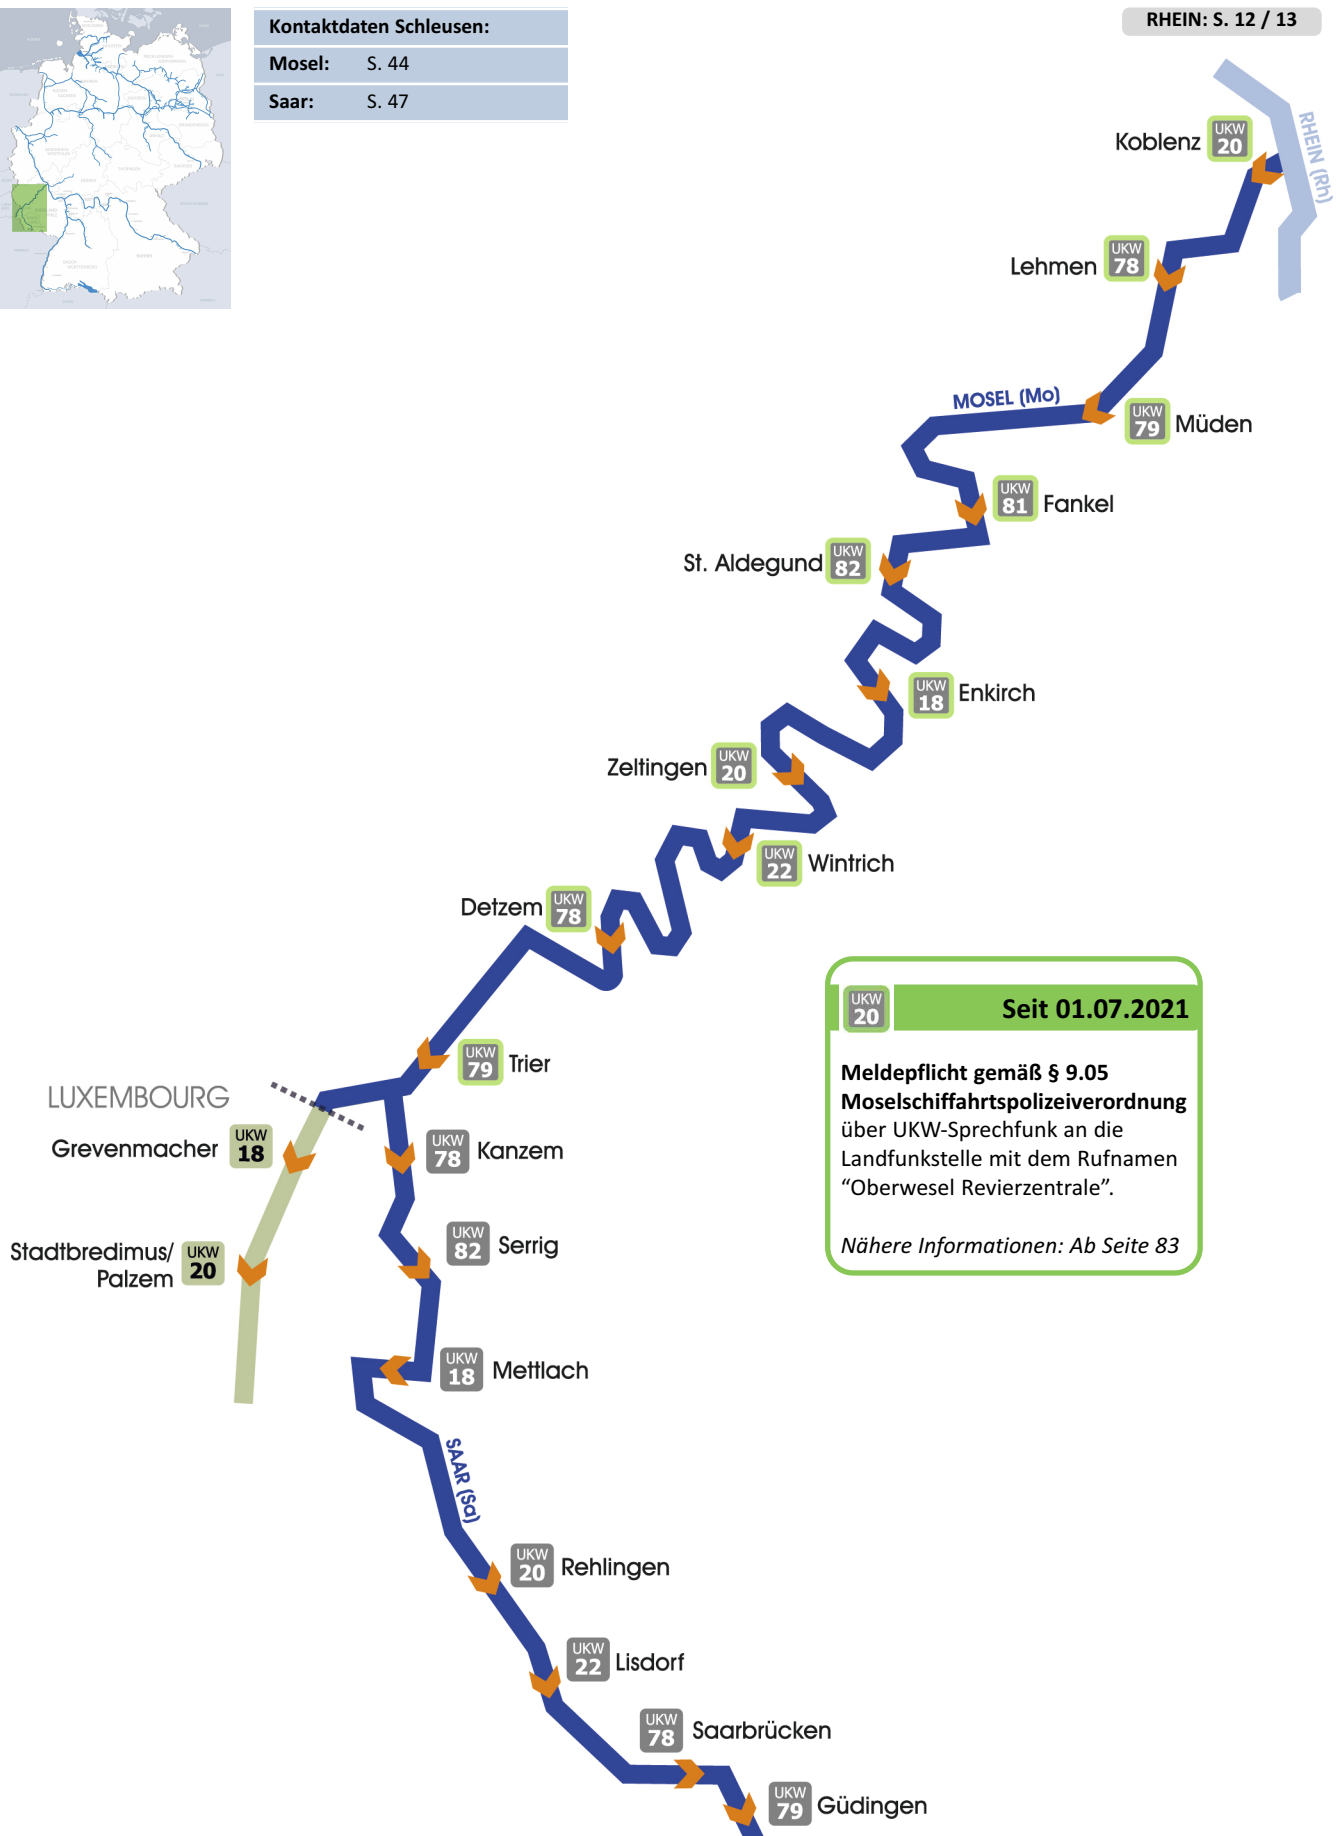 Kontaktdaten Schleusen:
Mosel: S. 44
Saar: S. 47
RHEIN: S. 12 / 13
RHEIN (Rh)
Koblenz UKW 20
Lehmen UKW 78
MOSEL (Mo)
UKW 79 Müden
UKW 81 Fankel
St. Aldegund UKW 82
UKW 18 Enkirch
Zeltingen UKW 20
UKW 22 Wintrich
Detzem UKW 78
UKW 20 Seit 01.07.2021
Meldepflicht gemäß § 9.05
Moselschiffahrtspolizeiverordnung
über UKW-Sprechfunk an die
Landfunkstelle mit dem Rufnamen
“Oberwesel Revierzentrale”.
Nähere Informationen: Ab Seite 83
UKW 79 Trier
LUXEMBOURG
Grevenmacher UKW 18
UKW 78 Kanzem
Stadtbredimus/
Palzem UKW 20
UKW 82 Serrig
UKW 18 Mettlach
SAAR (Sa)
UKW 20 Rehlingen
UKW 22 Lisdorf
UKW 78 Saarbrücken
UKW 79 Güdingen